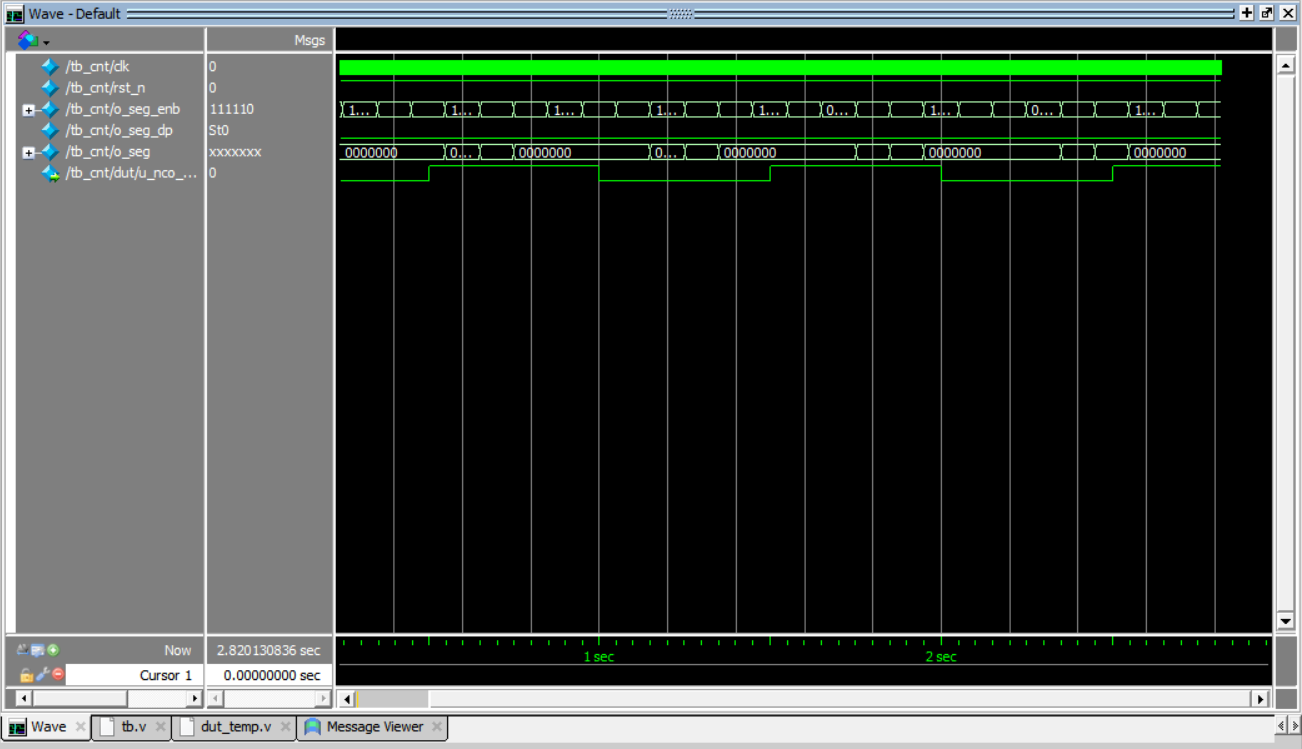 Wave - Default
Msgs
/tb_cnt/clk 0
/tb_cnt/rst_n 0
/tb_cnt/o_seg_enb 111110 1... 1... 1... 1... 1... 0... 1... 0... 1...
/tb_cnt/o_seg_dp St0
/tb_cnt/o_seg xxxxxxx 0000000 0... 0000000 0... 0000000 0000000 0000000
/tb_cnt/dut/u_nco_... 0
Now 2.820130836 sec 1 sec 2 sec
Cursor 1 0.00000000 sec
Wave tb.v dut_temp.v Message Viewer